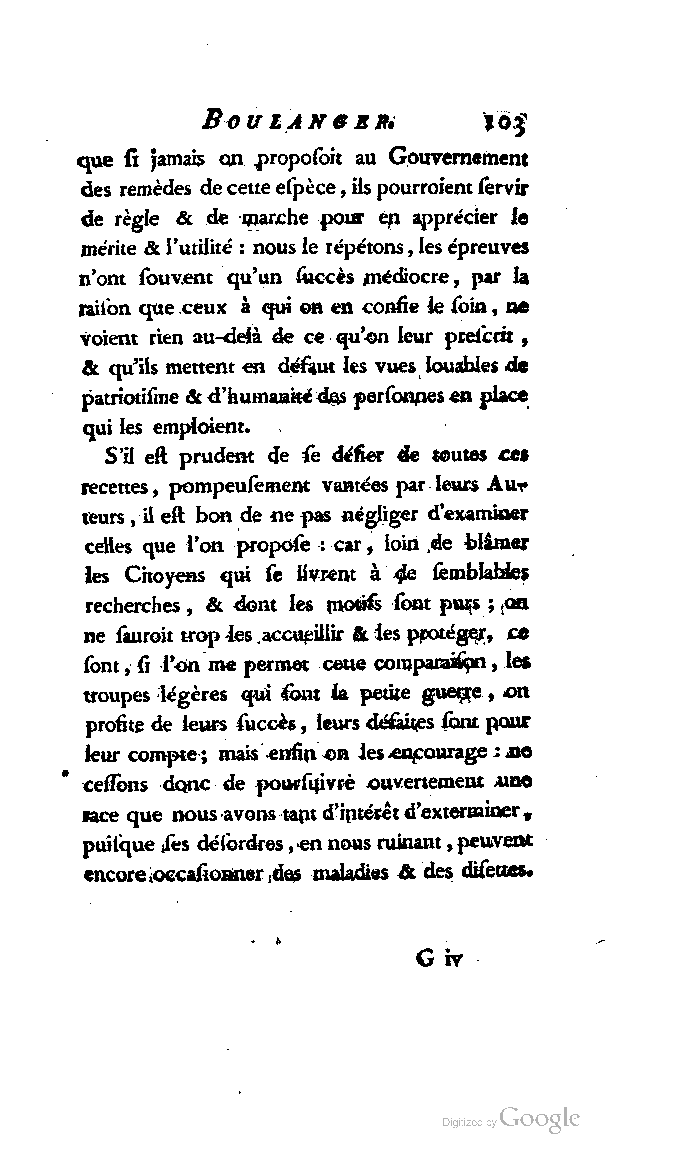 BOULANGER. 103
que ſi jamais on propoſoit au Gouvernement
des remèdes de cette eſpèce, ils pourroient ſervir
de règle & de marche pour en apprécier le
mérite & l'utilité : nous le répétons, les épreuves
n'ont ſouvent qu'un ſuccès médiocre, par la
raiſon que ceux à qui on en confie le ſoin, ne
voient rien au-delà de ce qu'on leur preſcrit,
& qu'ils mettent en défaut les vues louables de
patriotiſme & d'humanité des perſonnes en place
qui les emploient.
S'il eſt prudent de ſe défier de toutes ces
recettes, pompeuſement vantées par leurs Au-
teurs, il eſt bon de ne pas négliger d'examiner
celles que l'on propoſe : car, loin de blâmer
les Citoyens qui ſe livrent à de ſemblables
recherches, & dont les motifs ſont purs ; on
ne ſauroit trop les accueillir & les protéger, ce
ſont, ſi l'on me permet cette comparaiſon, les
troupes légères qui ſont la petite guerre, on
profite de leurs ſuccès, leurs défaites ſont pour
leur compte ; mais enfin on les encourage : ne
ceſſons donc de pourſuivre ouvertement une
race que nous avons tant d'intérêt d'exterminer,
puiſque ſes déſordres, en nous ruinant, peuvent
encore occaſionner des maladies & des diſettes.
G iv
Digitized by Google